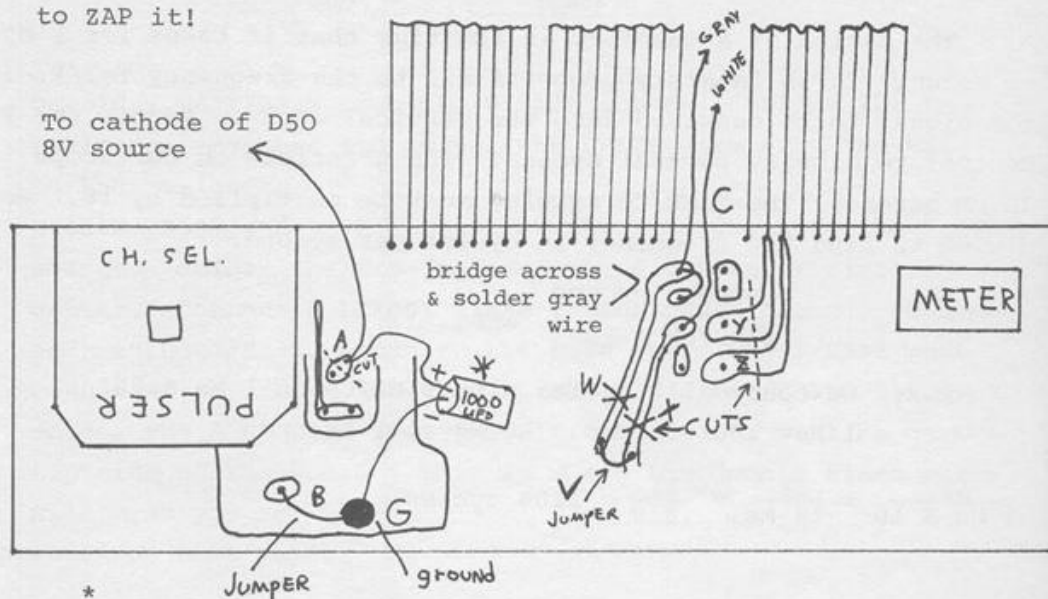 to ZAP it!
To cathode of D50
8V source
GRAY
WHITE
C
CH. SEL.
PULSER
A
CUT
+
*
1000
UFD
-
bridge across
& solder gray
wire
METER
Y
Z
W
X
CUTS
V
JUMPER
B
G
JUMPER
ground
*